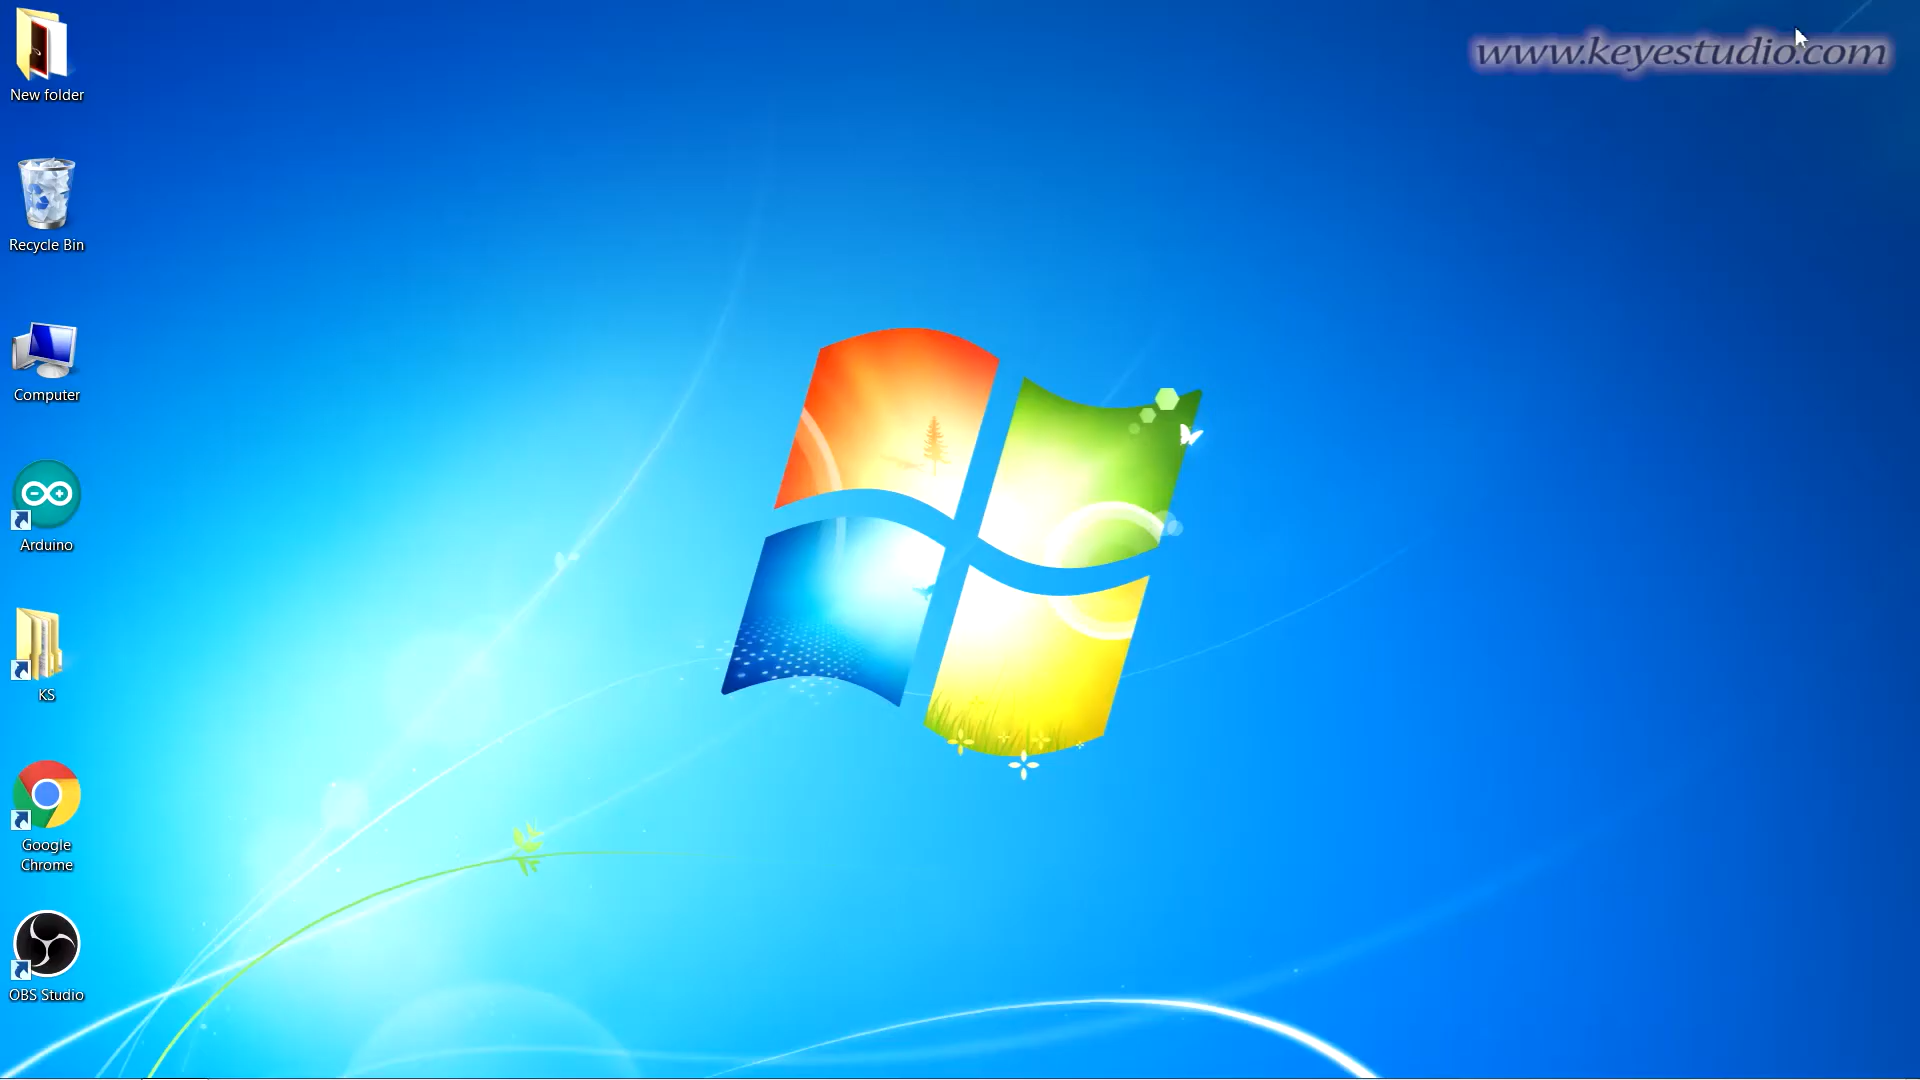 www.keyestudio.com
New folder
Recycle Bin
Computer
Arduino
KS
Google
Chrome
OBS Studio